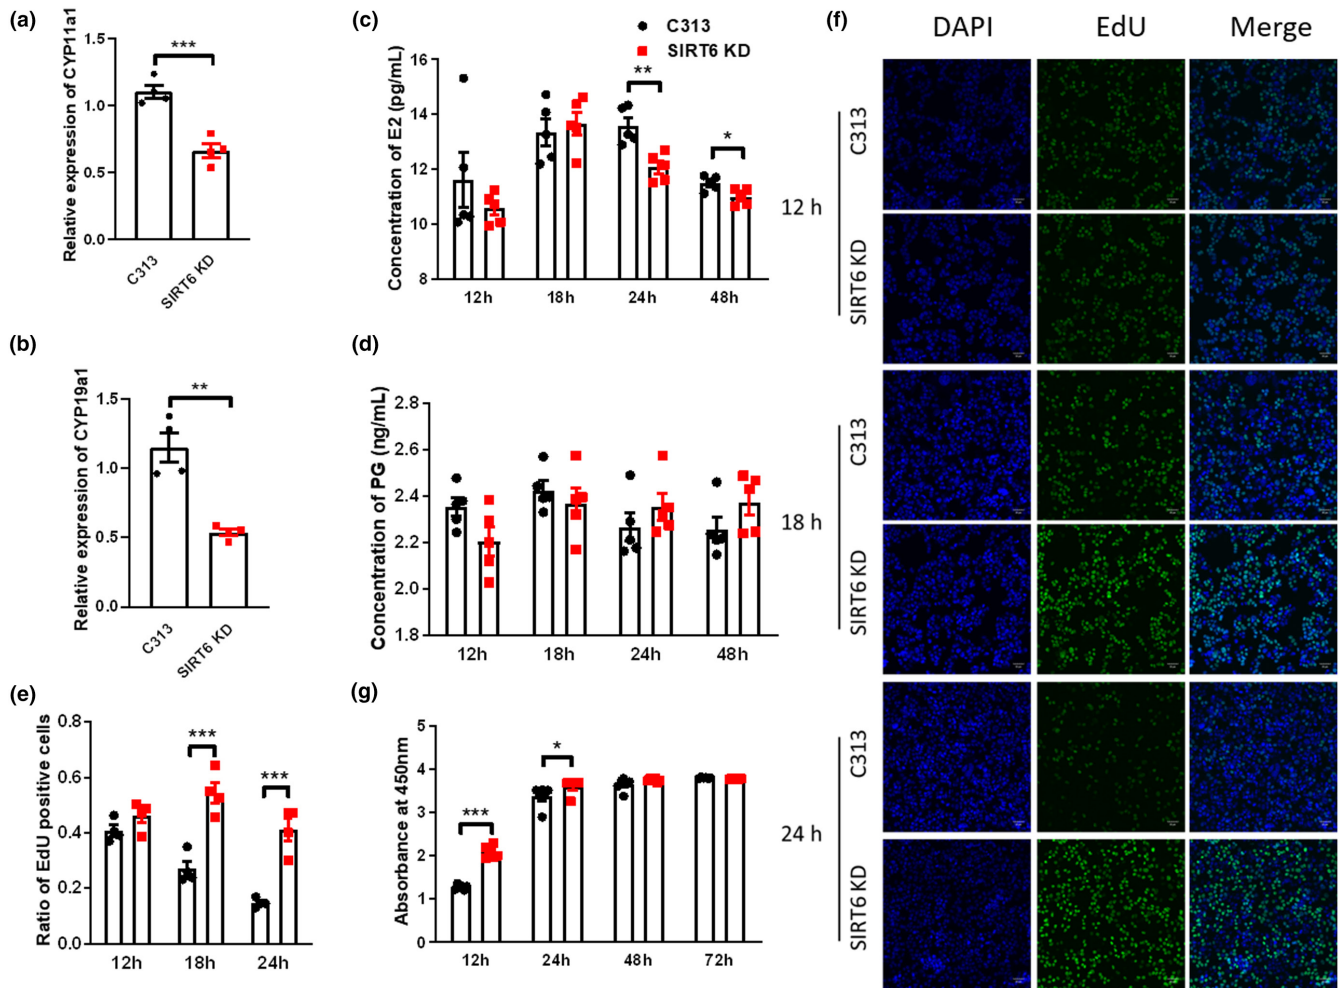 (a)
Relative expression of CYP11a1
1.5
1.0
0.5
0.0
***
C313
SIRT6 KD
(b)
Relative expression of CYP19a1
1.5
1.0
0.5
0.0
**
C313
SIRT6 KD
(c)
C313
SIRT6 KD
Concentration of E2 (pg/mL)
16
14
12
10
8
**
*
12h 18h 24h 48h
(d)
Concentration of PG (ng/mL)
2.8
2.6
2.4
2.2
2.0
1.8
12h 18h 24h 48h
(e)
Ratio of EdU positive cells
0.8
0.6
0.4
0.2
0.0
***
***
12h 18h 24h
(g)
Absorbance at 450nm
5
4
3
2
1
0
***
*
12h 24h 48h 72h
(f)
DAPI EdU Merge
12 h
C313
SIRT6 KD
18 h
C313
SIRT6 KD
24 h
C313
SIRT6 KD